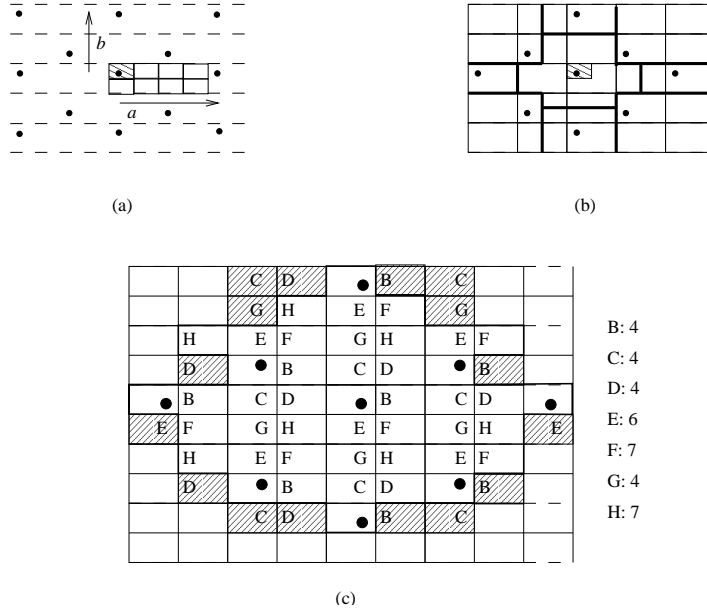 b
a
(a)
(b)
C D B C
G H E F G
H E F G H E F
D B C D B
B C D B C D
E F G H E F G H E
H E F G H E F
D B C D B
C D B C
B: 4
C: 4
D: 4
E: 6
F: 7
G: 4
H: 7
(c)